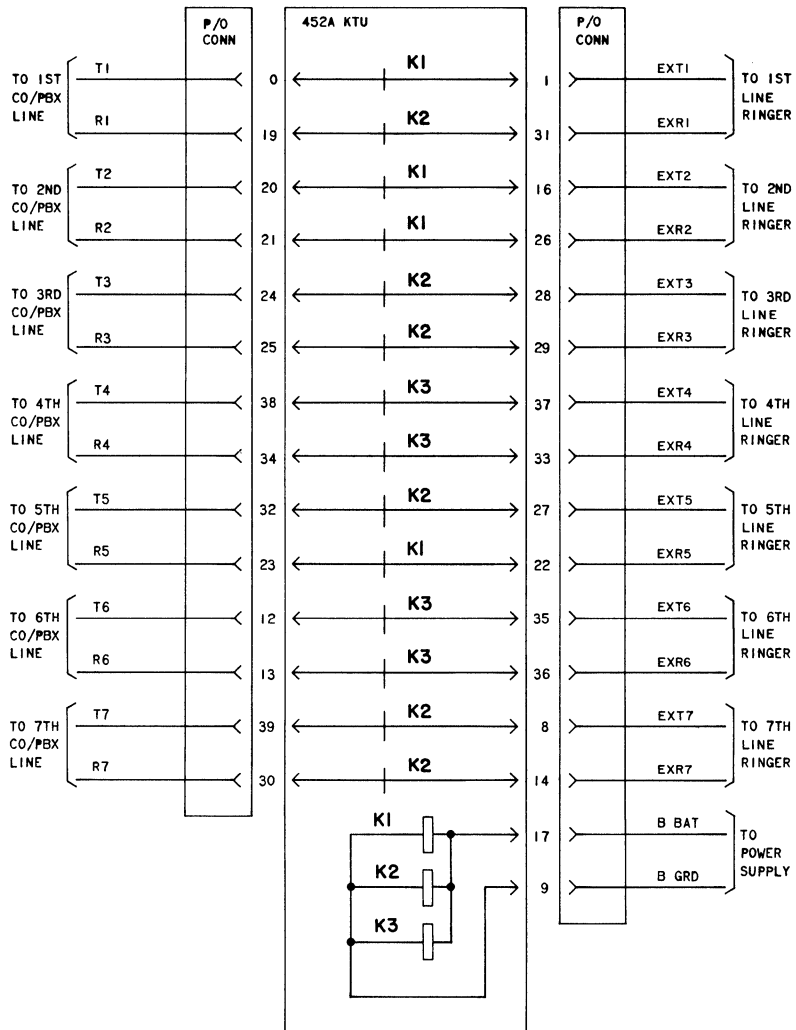 P/O
CONN
452A KTU
P/O
CONN
TO 1ST
CO/PBX
LINE
T1
0
K1
1
EXT1
TO 1ST
LINE
RINGER
R1
19
K2
31
EXR1
TO 2ND
CO/PBX
LINE
T2
20
K1
16
EXT2
TO 2ND
LINE
RINGER
R2
21
K1
26
EXR2
TO 3RD
CO/PBX
LINE
T3
24
K2
28
EXT3
TO 3RD
LINE
RINGER
R3
25
K2
29
EXR3
TO 4TH
CO/PBX
LINE
T4
38
K3
37
EXT4
TO 4TH
LINE
RINGER
R4
34
K3
33
EXR4
TO 5TH
CO/PBX
LINE
T5
32
K2
27
EXT5
TO 5TH
LINE
RINGER
R5
23
K1
22
EXR5
TO 6TH
CO/PBX
LINE
T6
12
K3
35
EXT6
TO 6TH
LINE
RINGER
R6
13
K3
36
EXR6
TO 7TH
CO/PBX
LINE
T7
39
K2
8
EXT7
TO 7TH
LINE
RINGER
R7
30
K2
14
EXR7
K1
17
B BAT
TO
POWER
SUPPLY
K2
9
B GRD
K3